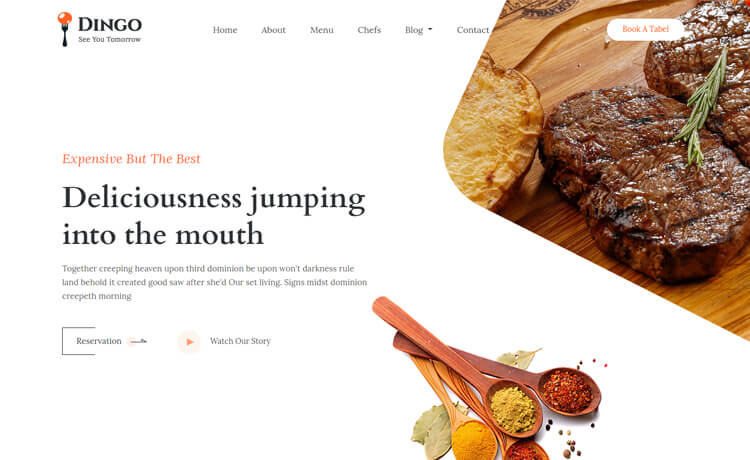 DINGO
See You Tomorrow
Home About Menu Chefs Blog Contact
Book A Tabel
Expensive But The Best
Deliciousness jumping
into the mouth
Together creeping heaven upon third dominion be upon won't darkness rule
land behold it created good saw after she'd Our set living. Signs midst dominion
creepeth morning
Reservation
Watch Our Story